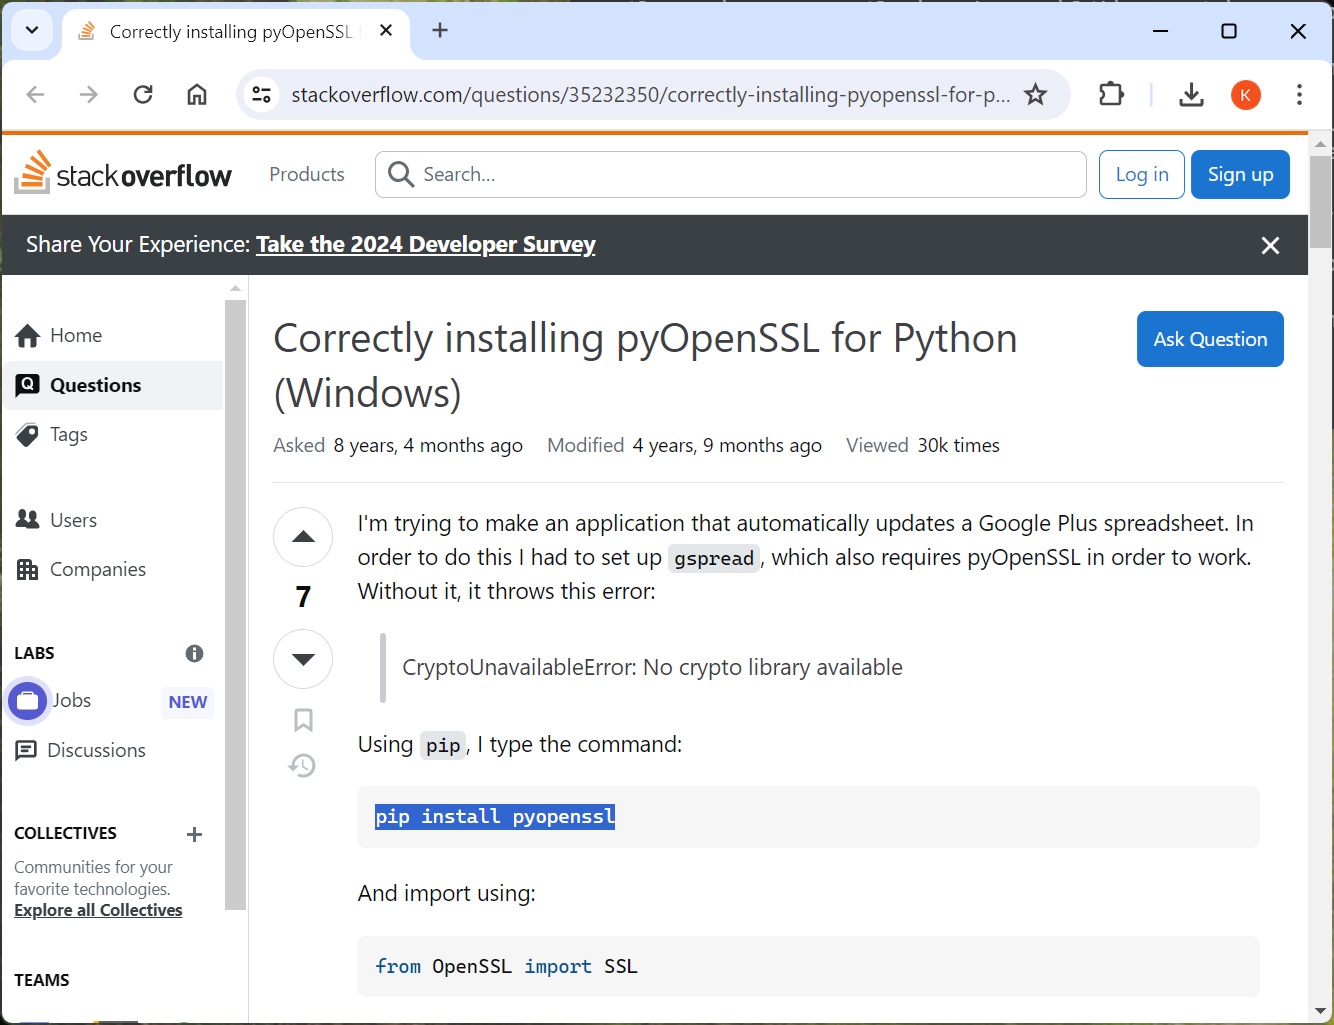 Correctly installing pyOpenSSL
stackoverflow.com/questions/35232350/correctly-installing-pyopenssl-for-p...
K
stackoverflow
Products
Search...
Log in
Sign up
Share Your Experience: Take the 2024 Developer Survey
Home
Questions
Tags
Users
Companies
LABS
Jobs
NEW
Discussions
COLLECTIVES
Communities for your
favorite technologies.
Explore all Collectives
TEAMS
Correctly installing pyOpenSSL for Python
(Windows)
Ask Question
Asked 8 years, 4 months ago Modified 4 years, 9 months ago Viewed 30k times
7
I'm trying to make an application that automatically updates a Google Plus spreadsheet. In
order to do this I had to set up gspread, which also requires pyOpenSSL in order to work.
Without it, it throws this error:
CryptoUnavailableError: No crypto library available
Using pip, I type the command:
pip install pyopenssl
And import using:
from OpenSSL import SSL